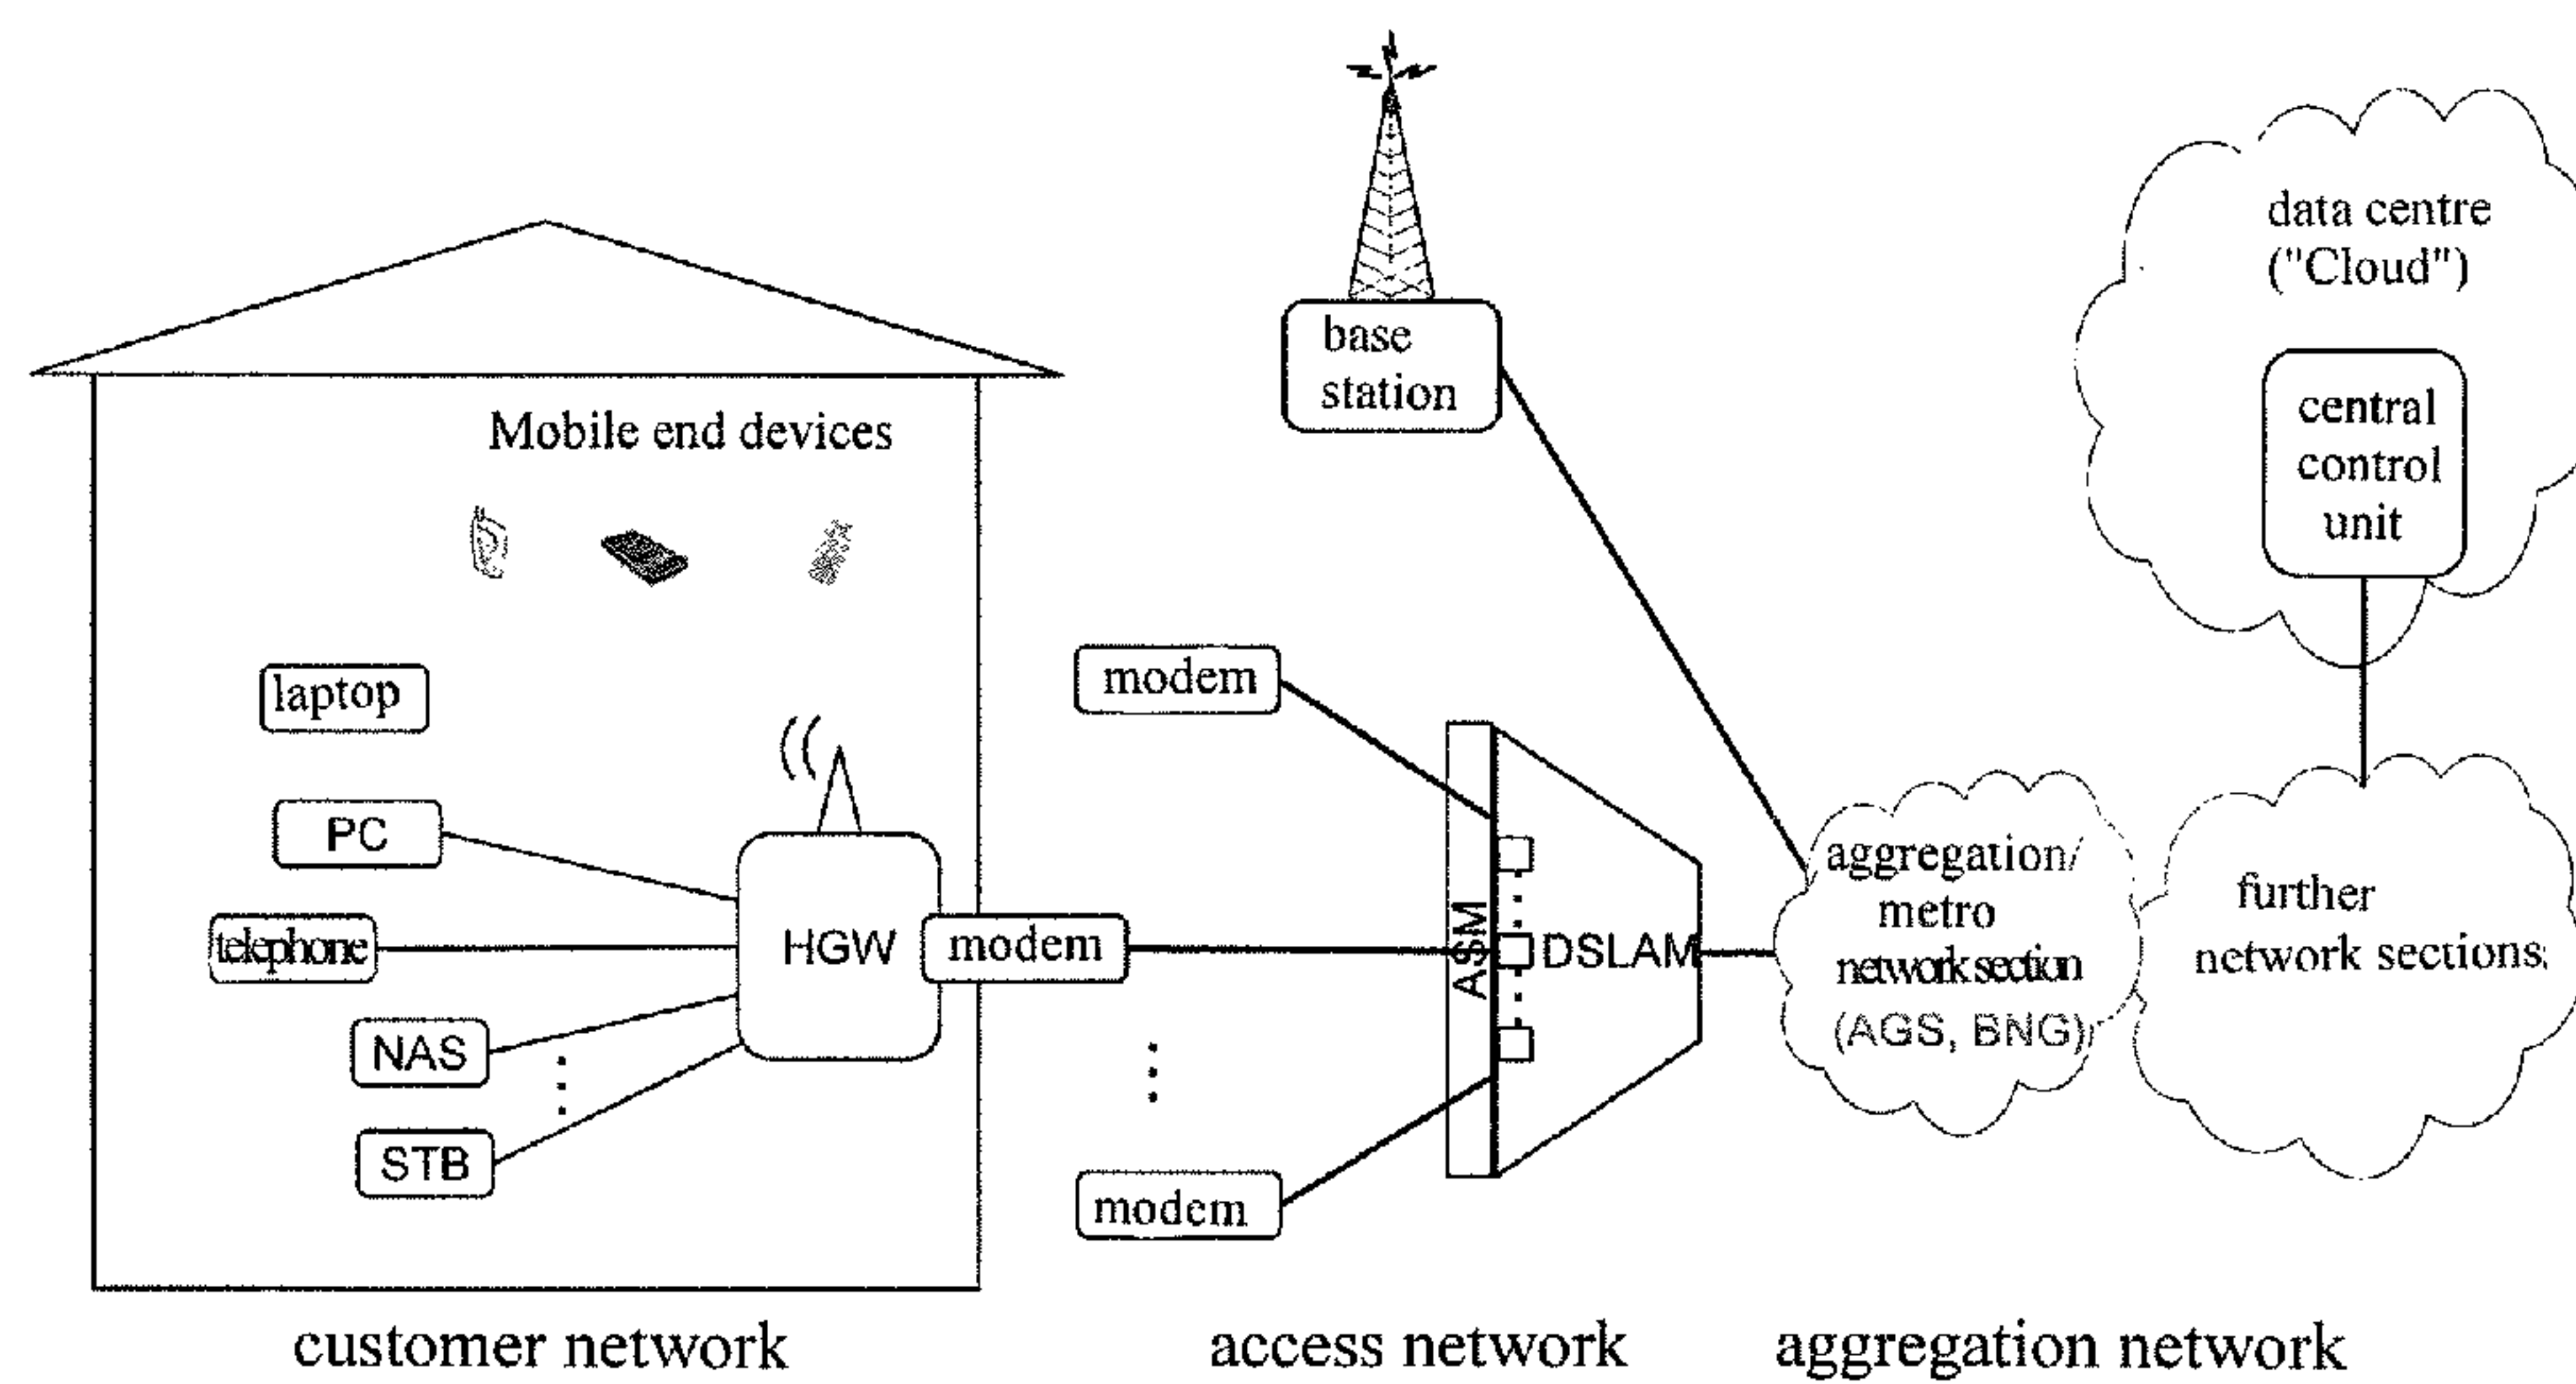 data centre
("Cloud")
base
station
central
control
unit
Mobile end devices
laptop
modem
PC
telephone
HGW
modem
NAS
STB
ASM
DSLAM
modem
aggregation/
metro
network section
(AGS, BNG)
further
network sections
customer network
access network
aggregation network